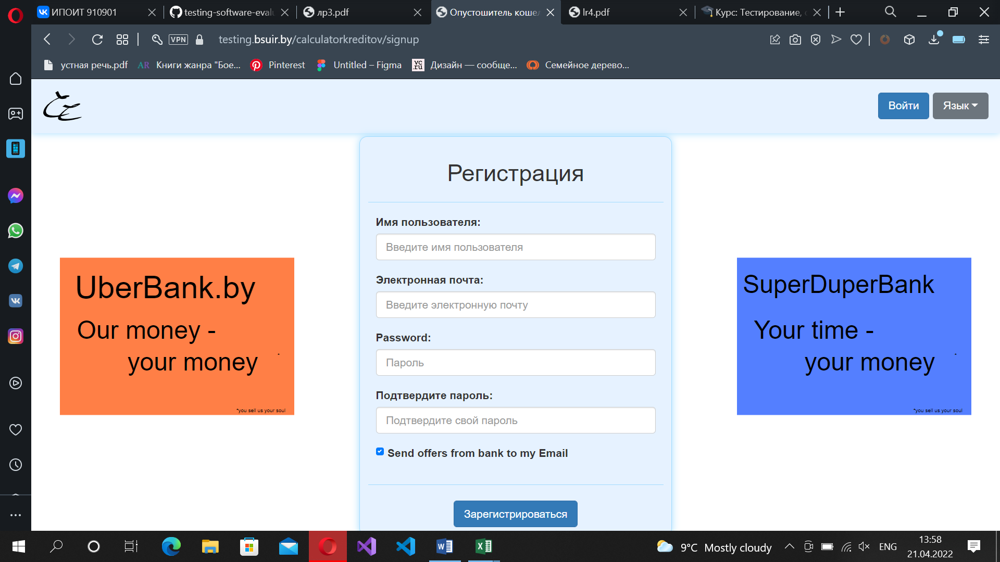 ИПОИТ 910901
testing-software-evalu
лр3.pdf
Опустошитель коше
lr4.pdf
Курс: Тестирование, 
VPN
testing.bsuir.by/calculatorkreditov/signup
устная речь.pdf
AR Книги жанра "Бое...
Pinterest
Untitled – Figma
vc.ru Дизайн — сообще...
Семейное дерево...
Войти
Язык
Регистрация
Имя пользователя:
Введите имя пользователя
Электронная почта:
Введите электронную почту
Password:
Пароль
Подтвердите пароль:
Подтвердите свой пароль
Send offers from bank to my Email
Зарегистрироваться
UberBank.by
Our money -
your money
*you sell us your soul
SuperDuperBank
Your time -
your money
*you sell us your soul
9°C Mostly cloudy
ENG
13:58
21.04.2022